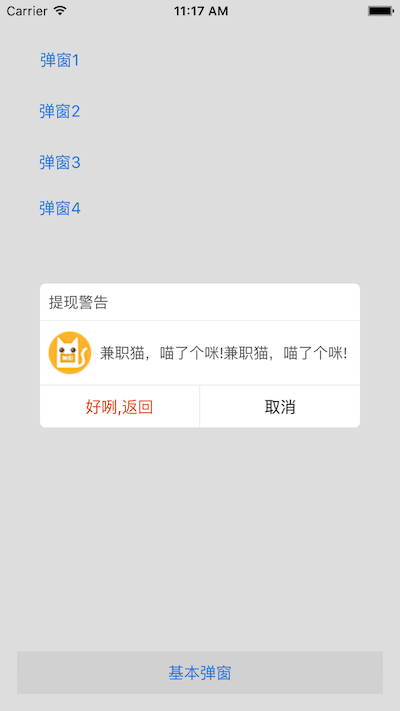 Carrier 11:17 AM
弹窗1
弹窗2
弹窗3
弹窗4
提现警告
兼职猫，喵了个咪!兼职猫，喵了个咪!
好咧,返回 取消
基本弹窗